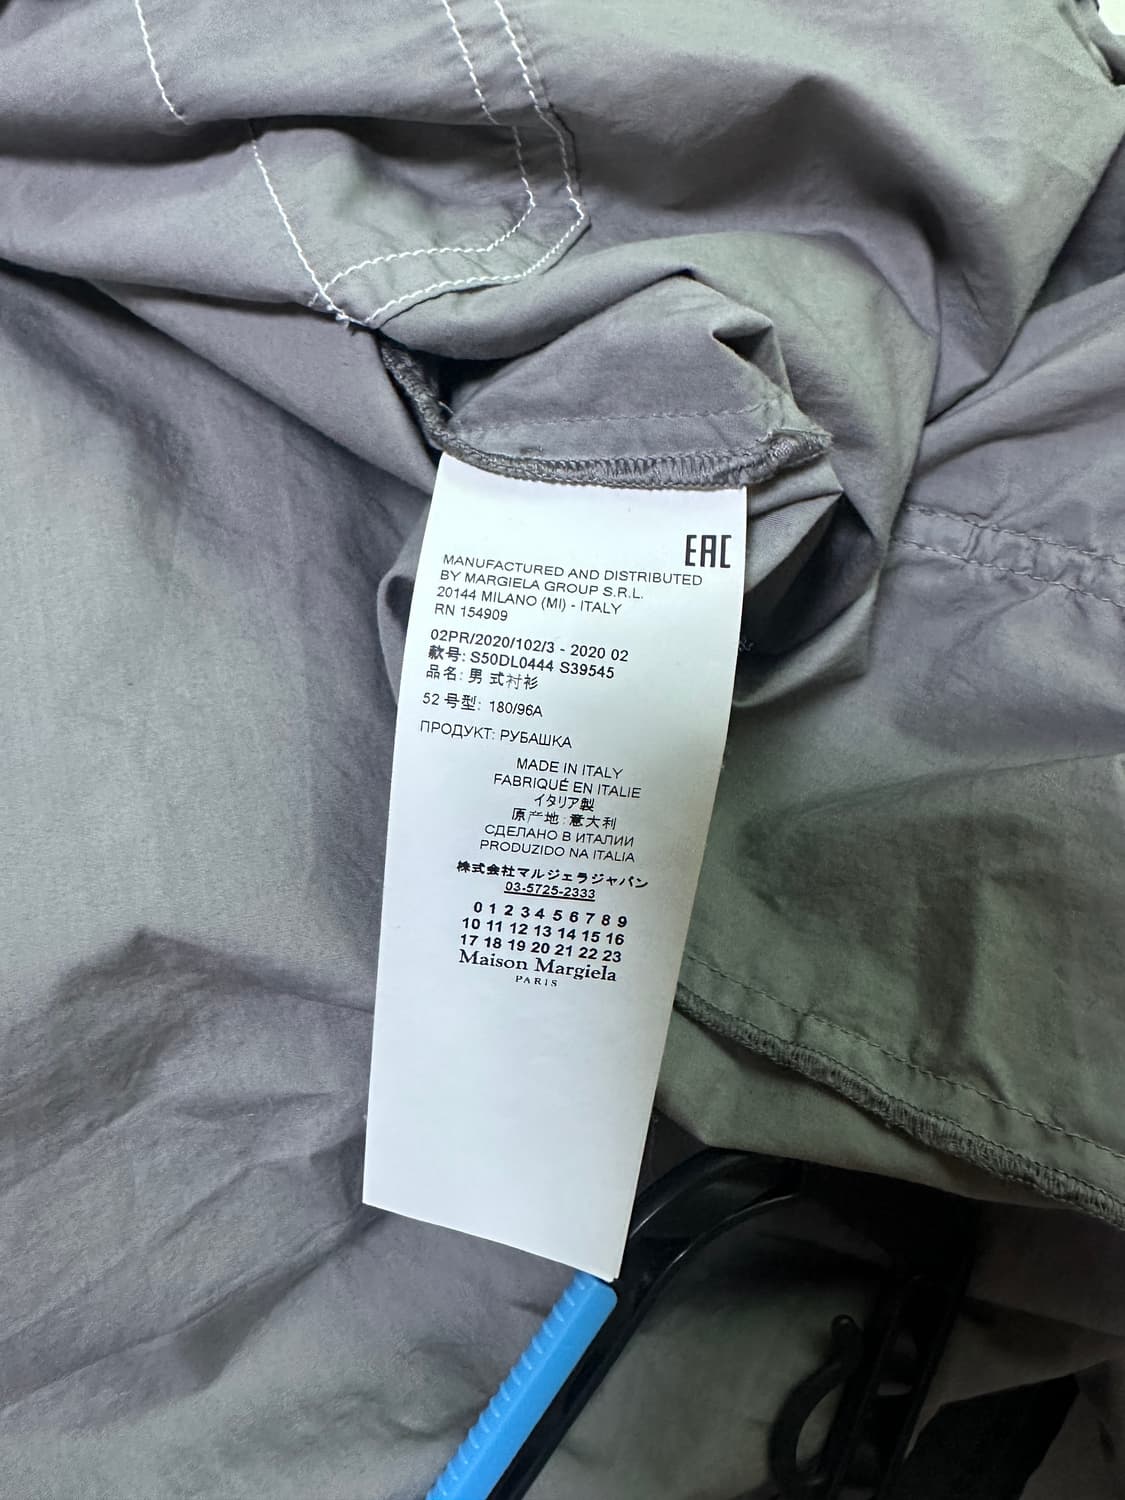 EAC
MANUFACTURED AND DISTRIBUTED
BY MARGIELA GROUP S.R.L.
20144 MILANO (MI) - ITALY
RN 154909
02PR/2020/102/3 - 2020 02
款号: S50DL0444 S39545
品名: 男 式衬衫
52 号型: 180/96A
ПРОДУКТ: РУБАШКА
MADE IN ITALY
FABRIQUÉ EN ITALIE
イタリア製
原产地: 意大利
СДЕЛАНО В ИТАЛИИ
PRODUZIDO NA ITALIA
株式会社マルジェラジャパン
03-5725-2333
0 1 2 3 4 5 6 7 8 9
10 11 12 13 14 15 16
17 18 19 20 21 22 23
Maison Margiela
PARIS